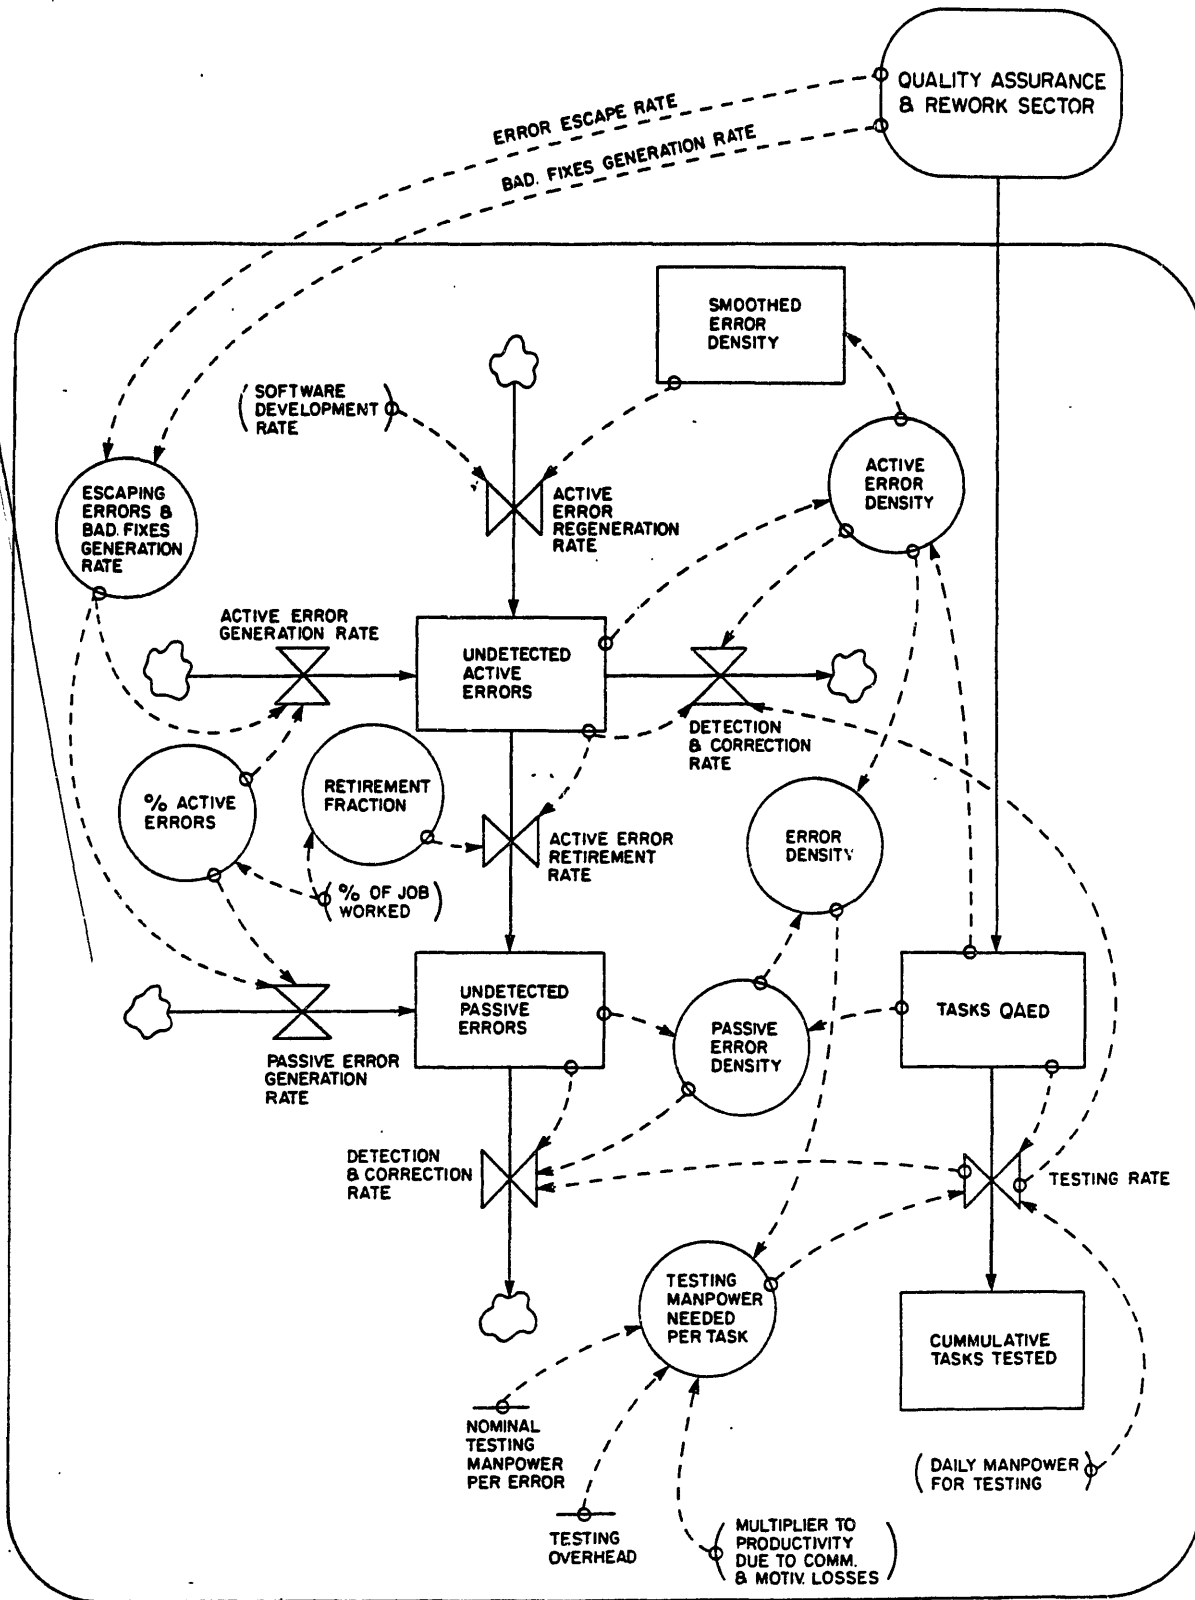 QUALITY ASSURANCE
& REWORK SECTOR
ERROR ESCAPE RATE
BAD. FIXES GENERATION RATE
SMOOTHED
ERROR
DENSITY
(SOFTWARE
DEVELOPMENT)
RATE
ACTIVE
ERROR
DENSITY
ESCAPING
ERRORS &
BAD. FIXES
GENERATION
RATE
ACTIVE
ERROR
REGENERATION
RATE
ACTIVE ERROR
GENERATION RATE
UNDETECTED
ACTIVE
ERRORS
DETECTION
& CORRECTION
RATE
% ACTIVE
ERRORS
RETIREMENT
FRACTION
ACTIVE ERROR
RETIREMENT
RATE
ERROR
DENSITY
(% OF JOB
WORKED)
UNDETECTED
PASSIVE
ERRORS
PASSIVE
ERROR
DENSITY
TASKS QAED
PASSIVE ERROR
GENERATION
RATE
DETECTION
& CORRECTION
RATE
TESTING RATE
TESTING
MANPOWER
NEEDED
PER TASK
CUMMULATIVE
TASKS TESTED
NOMINAL
TESTING
MANPOWER
PER ERROR
(DAILY MANPOWER
FOR TESTING)
TESTING
OVERHEAD
(MULTIPLIER TO
PRODUCTIVITY
DUE TO COMM.
& MOTIV. LOSSES)